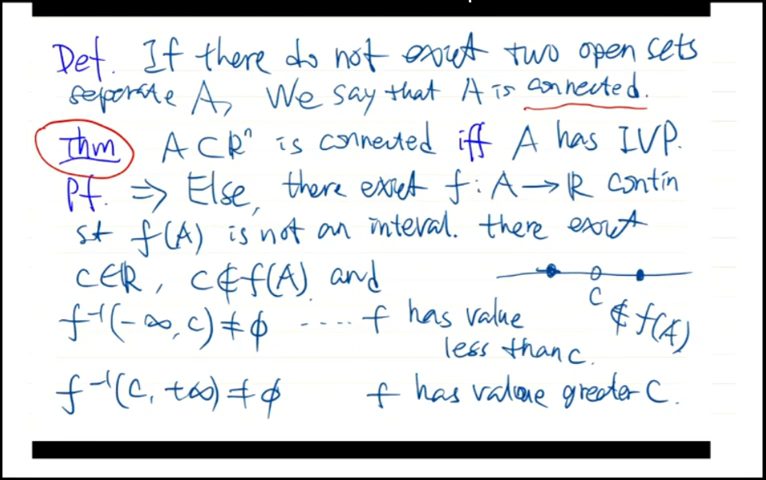 Def. If there do not exist two open sets
seperate A, We say that A is connected.
Thm A ⊂ ℝⁿ is connected iff A has IVP.
Pf. ⇒ Else, there exist f : A → ℝ contin
st f(A) is not an interval. there exist
C∈ℝ, C∉f(A) and
C ∉ f(A)
f⁻¹(-∞, c) ≠ ϕ ···· f has value
less than c.
f⁻¹(c, +∞) ≠ ϕ f has value greater C.